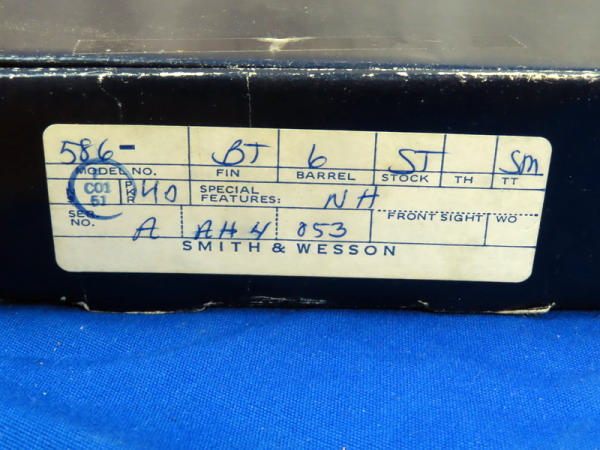 586- BT 6 ST Sm
MODEL NO. FIN BARREL STOCK TH TT
C01 51 PKR 40 SPECIAL FEATURES: NH
SER. NO. A AH4 053 FRONT SIGHT WO
SMITH & WESSON